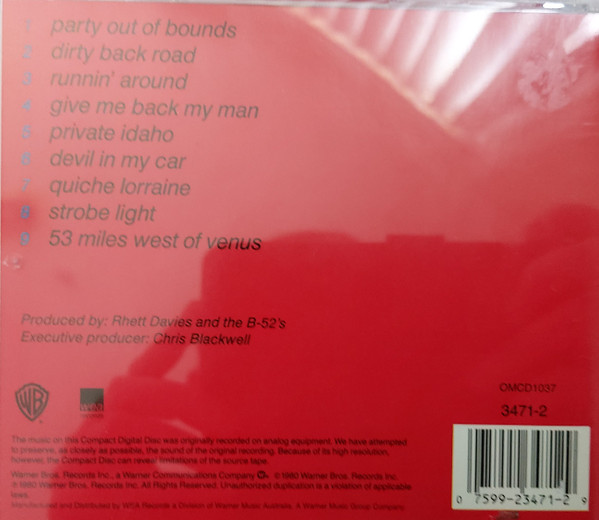 1 party out of bounds
2 dirty back road
3 runnin' around
4 give me back my man
5 private idaho
6 devil in my car
7 quiche lorraine
8 strobe light
9 53 miles west of venus
Produced by: Rhett Davies and the B-52's
Executive producer: Chris Blackwell
WB
OMCD1037
3471-2
The music on this Compact Digital Disc was originally recorded on analog equipment. We have attempted
to preserve, as closely as possible, the sound of the original recording. Because of its high resolution,
however, the Compact Disc can reveal limitations of the source tape.
Warner Bros. Records Inc., a Warner Communications Company ℗ 1980 Warner Bros. Records Inc.
© 1980 Warner Bros. Records Inc. All Rights Reserved. Unauthorized duplication is a violation of applicable
laws.
Manufactured and Distributed by WEA Records a Division of Warner Music Australia. A Warner Music Group Company.
0 7599-23471-2 9